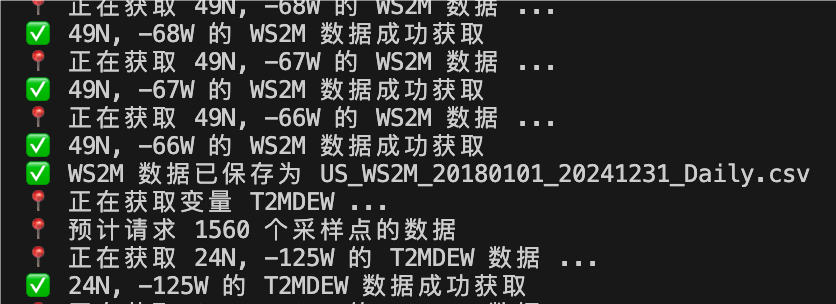 正在获取 49N, -68W 的 WS2M 数据 ...
✅ 49N, -68W 的 WS2M 数据成功获取
📍 正在获取 49N, -67W 的 WS2M 数据 ...
✅ 49N, -67W 的 WS2M 数据成功获取
📍 正在获取 49N, -66W 的 WS2M 数据 ...
✅ 49N, -66W 的 WS2M 数据成功获取
✅ WS2M 数据已保存为 US_WS2M_20180101_20241231_Daily.csv
📍 正在获取变量 T2MDEW ...
📍 预计请求 1560 个采样点的数据
📍 正在获取 24N, -125W 的 T2MDEW 数据 ...
✅ 24N, -125W 的 T2MDEW 数据成功获取